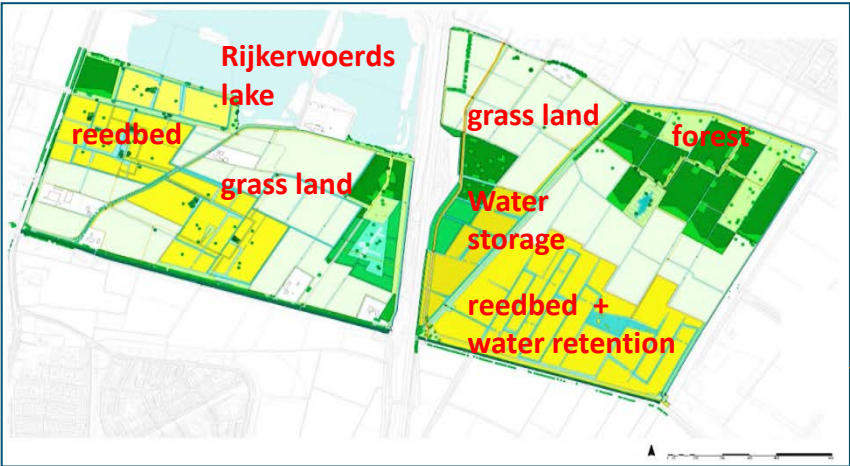 Rijkerwoerds
lake
reedbed
grass land
grass land
forest
Water
storage
reedbed +
water retention